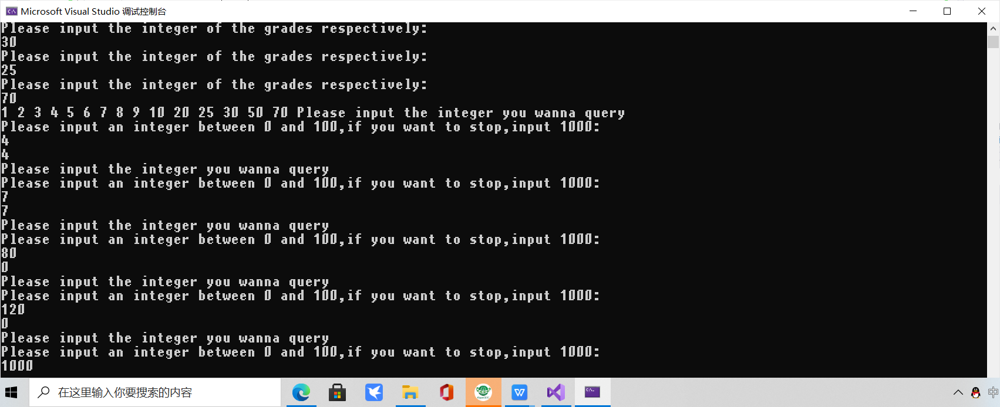 Microsoft Visual Studio 调试控制台
Please input the integer of the grades respectively:
30
Please input the integer of the grades respectively:
25
Please input the integer of the grades respectively:
70
1 2 3 4 5 6 7 8 9 10 20 25 30 50 70 Please input the integer you wanna query
Please input an integer between 0 and 100,if you want to stop,input 1000:
4
4
Please input the integer you wanna query
Please input an integer between 0 and 100,if you want to stop,input 1000:
7
7
Please input the integer you wanna query
Please input an integer between 0 and 100,if you want to stop,input 1000:
80
0
Please input the integer you wanna query
Please input an integer between 0 and 100,if you want to stop,input 1000:
120
0
Please input the integer you wanna query
Please input an integer between 0 and 100,if you want to stop,input 1000:
1000
在这里输入你要搜索的内容
中